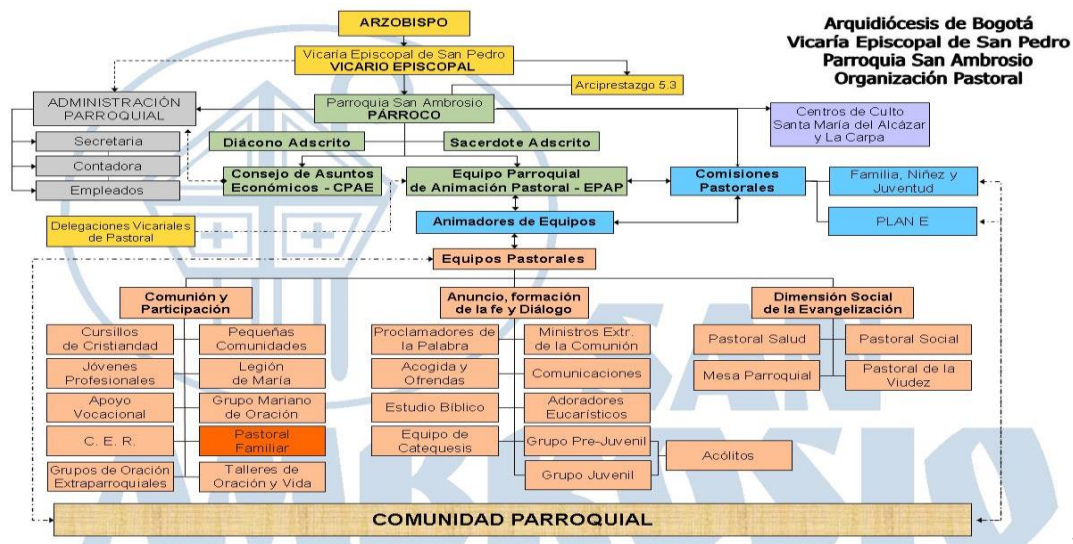 ARZOBISPO
Arquidiócesis de Bogotá
Vicaría Episcopal de San Pedro
Parroquia San Ambrosio
Organización Pastoral
Vicaría Episcopal de San Pedro
VICARIO EPISCOPAL
Arciprestazgo 5.3
ADMINISTRACIÓN
PARROQUIAL
Parroquia San Ambrosio
PÁRROCO
Centros de Culto
Santa María del Alcázar
y La Carpa
Secretaria
Contadora
Empleados
Diácono Adscrito
Sacerdote Adscrito
Consejo de Asuntos
Económicos - CPAE
Equipo Parroquial
de Animación Pastoral - EPAP
Comisiones
Pastorales
Familia, Niñez y
Juventud
PLAN E
Delegaciones Vicariales
de Pastoral
Animadores de Equipos
Equipos Pastorales
Comunión y
Participación
Cursillos
de Cristiandad
Pequeñas
Comunidades
Jóvenes
Profesionales
Legión
de María
Apoyo
Vocacional
Grupo Mariano
de Oración
C. E. R.
Pastoral
Familiar
Grupos de Oración
Extraparroquiales
Talleres de
Oración y Vida
Anuncio, formación
de la fe y Diálogo
Proclamadores de
la Palabra
Ministros Extr.
de la Comunión
Acogida y
Ofrendas
Comunicaciones
Estudio Bíblico
Adoradores
Eucarísticos
Equipo de
Catequesis
Grupo Pre-Juvenil
Grupo Juvenil
Acólitos
Dimensión Social
de la Evangelización
Pastoral Salud
Pastoral Social
Mesa Parroquial
Pastoral de la
Viudez
COMUNIDAD PARROQUIAL
SAN
AMBROSIO